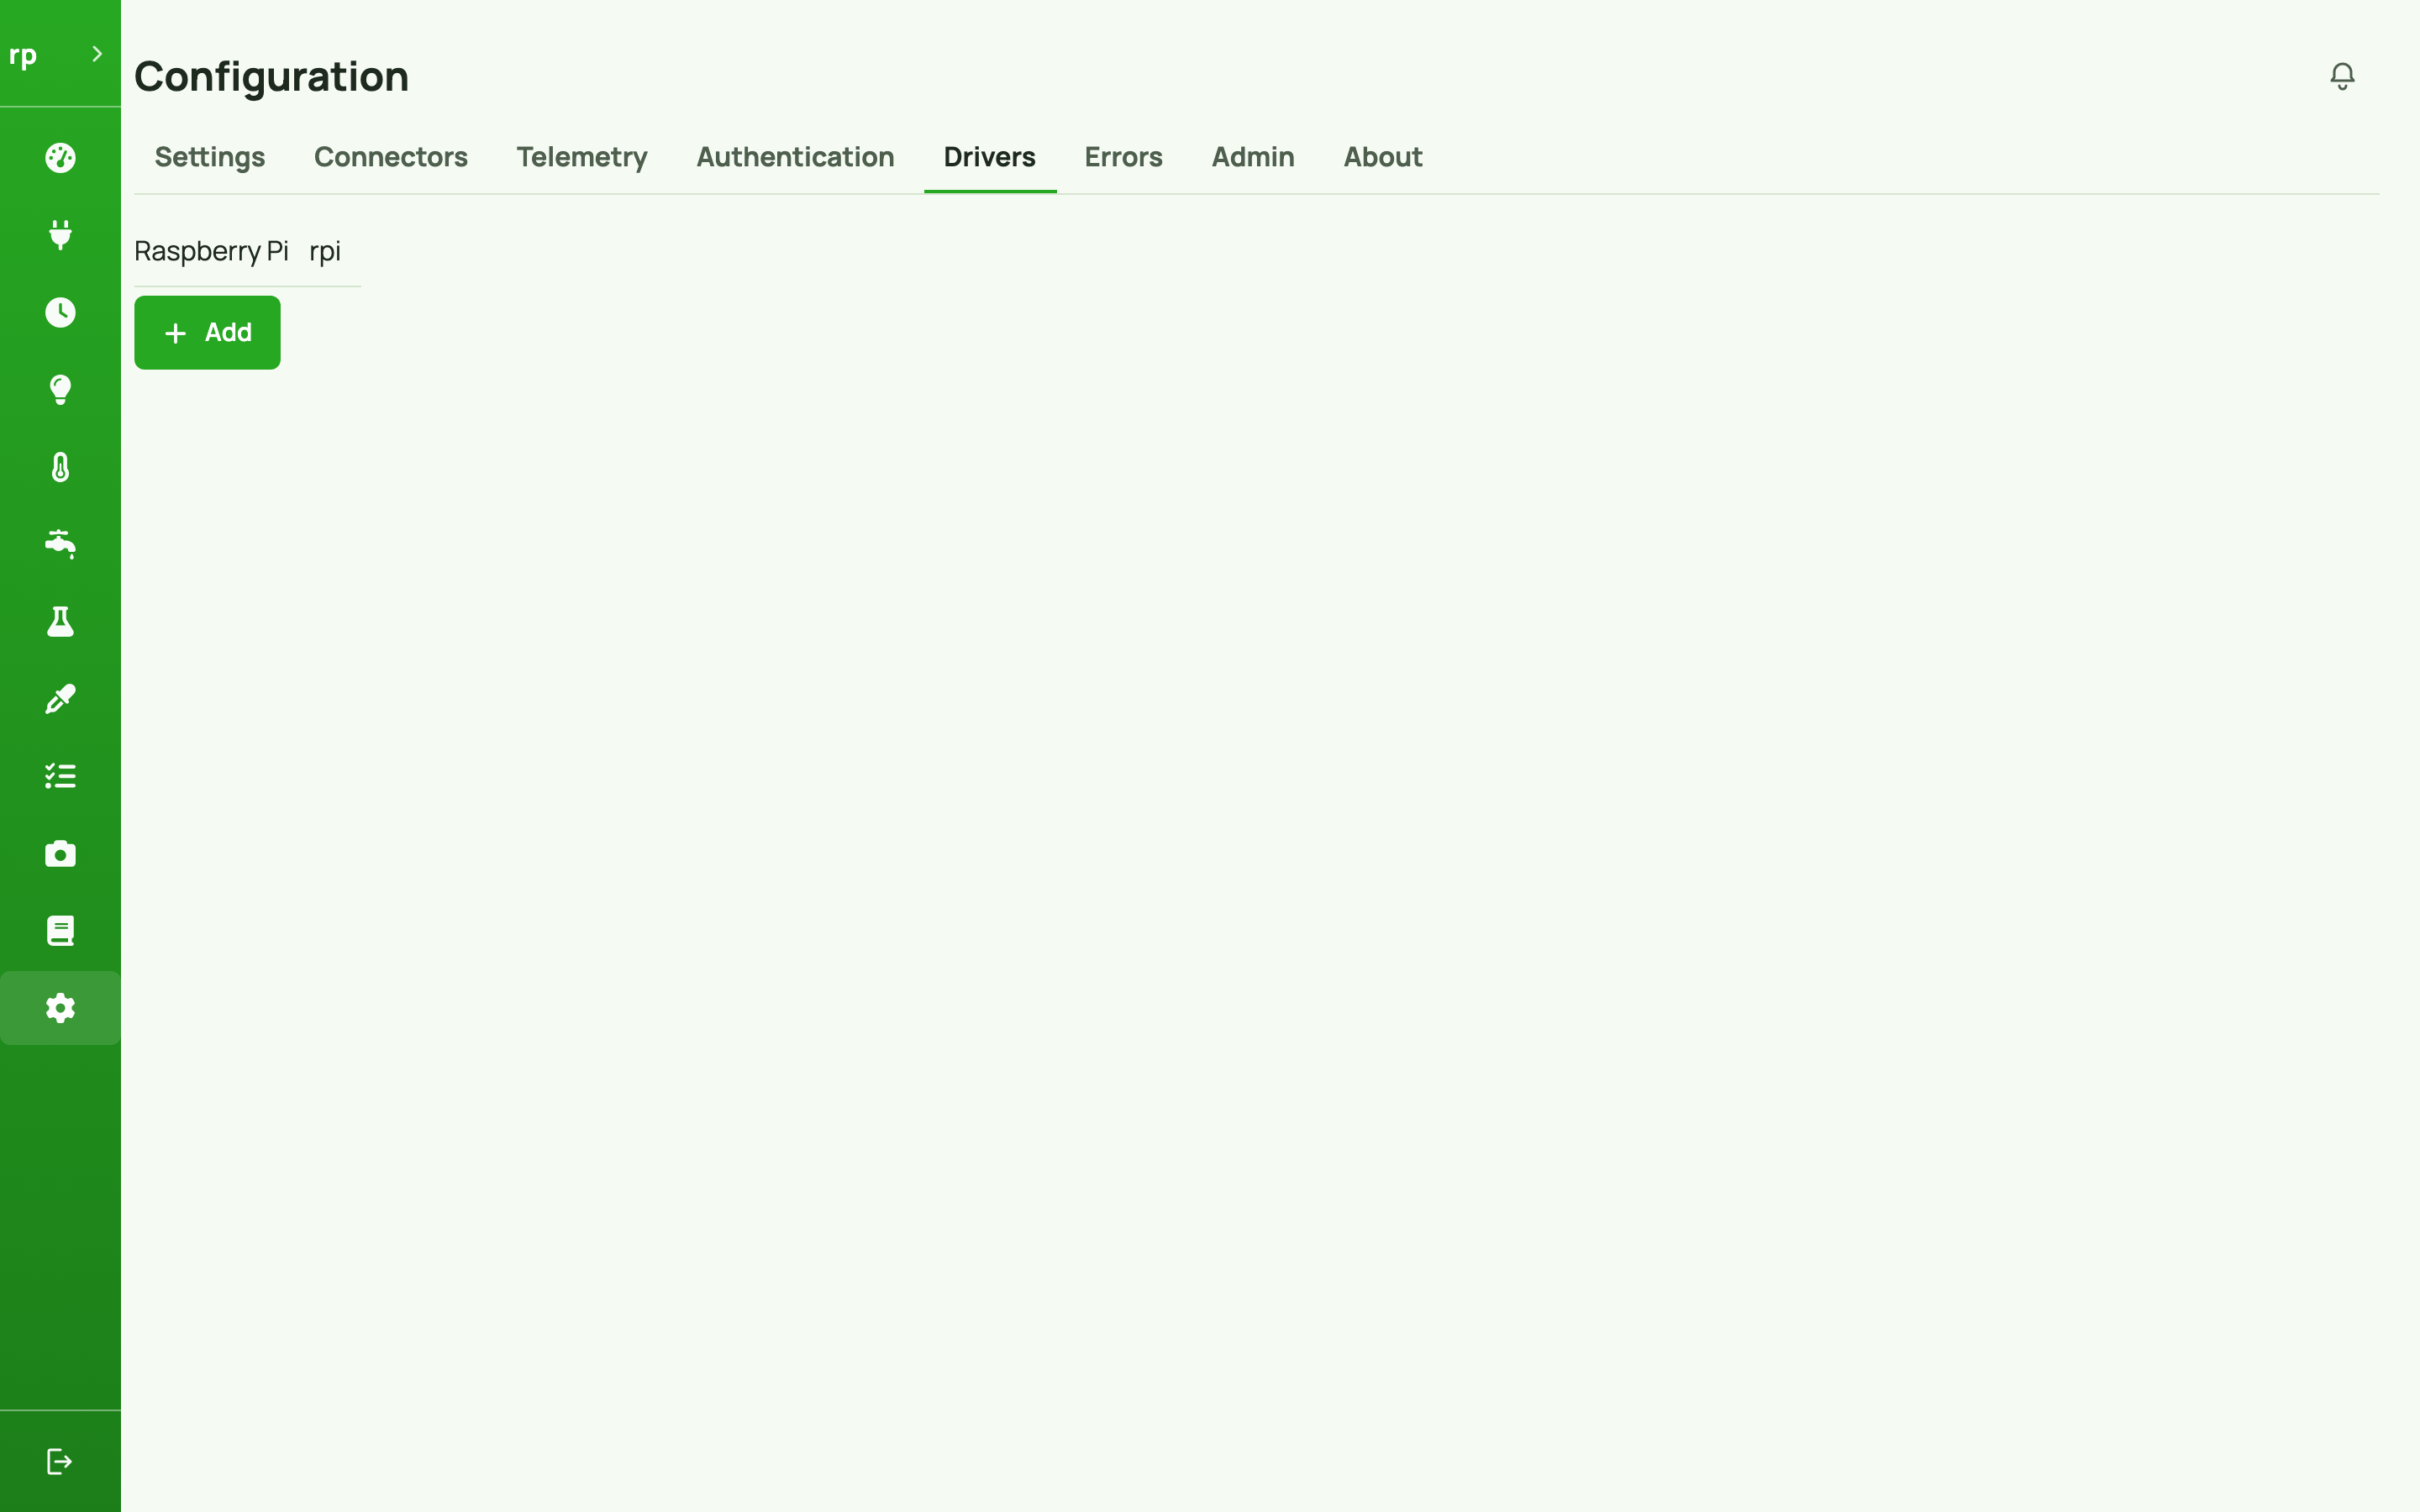 rp
Configuration
Settings Connectors Telemetry Authentication Drivers Errors Admin About
Raspberry Pi rpi
Add